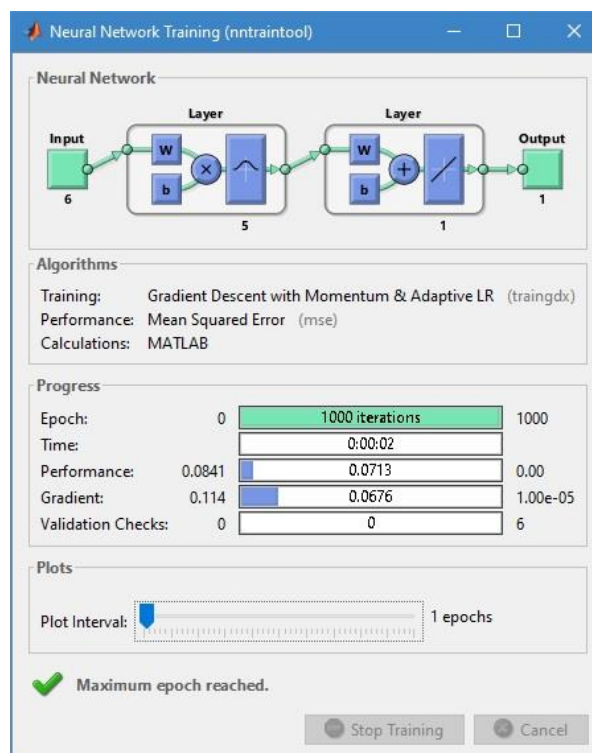 Neural Network Training (nntraintool)
Neural Network
Layer Layer
Input Output
W W
b b
6 1
5 1
Algorithms
Training: Gradient Descent with Momentum & Adaptive LR (traingdx)
Performance: Mean Squared Error (mse)
Calculations: MATLAB
Progress
Epoch: 0 1000 iterations 1000
Time: 0:00:02
Performance: 0.0841 0.0713 0.00
Gradient: 0.114 0.0676 1.00e-05
Validation Checks: 0 0 6
Plots
Plot Interval: 1 epochs
Maximum epoch reached.
Stop Training Cancel